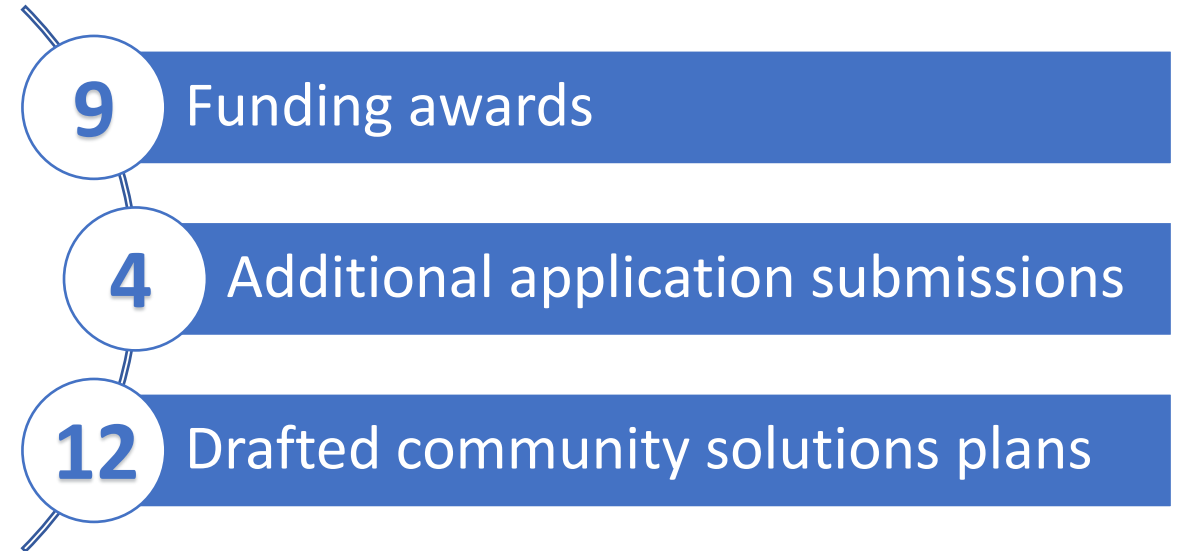 9 Funding awards
4 Additional application submissions
12 Drafted community solutions plans